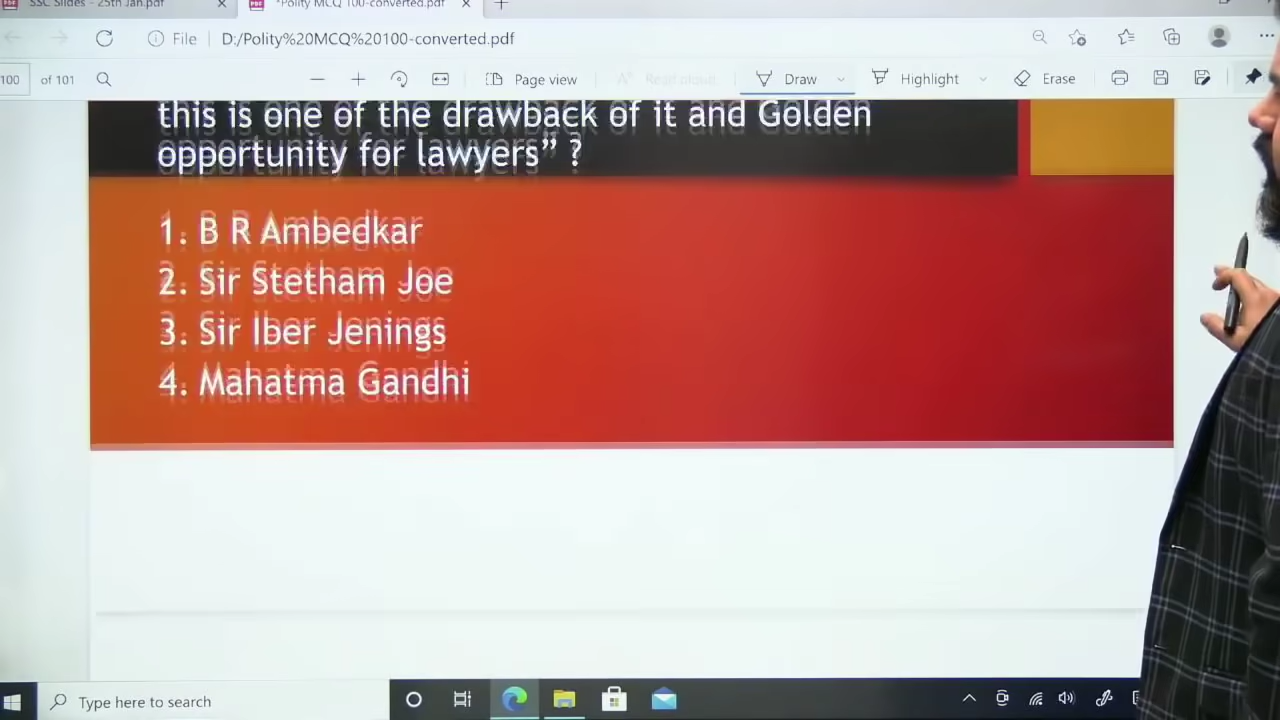 SSC Slides - 25th Jan.pdf
*Polity MCQ 100-converted.pdf
File
D:/Polity%20MCQ%20100-converted.pdf
100 of 101
Page view
Read aloud
Draw
Highlight
Erase
this is one of the drawback of it and Golden
opportunity for lawyers” ?
1. B R Ambedkar
2. Sir Stetham Joe
3. Sir Iber Jenings
4. Mahatma Gandhi
Type here to search